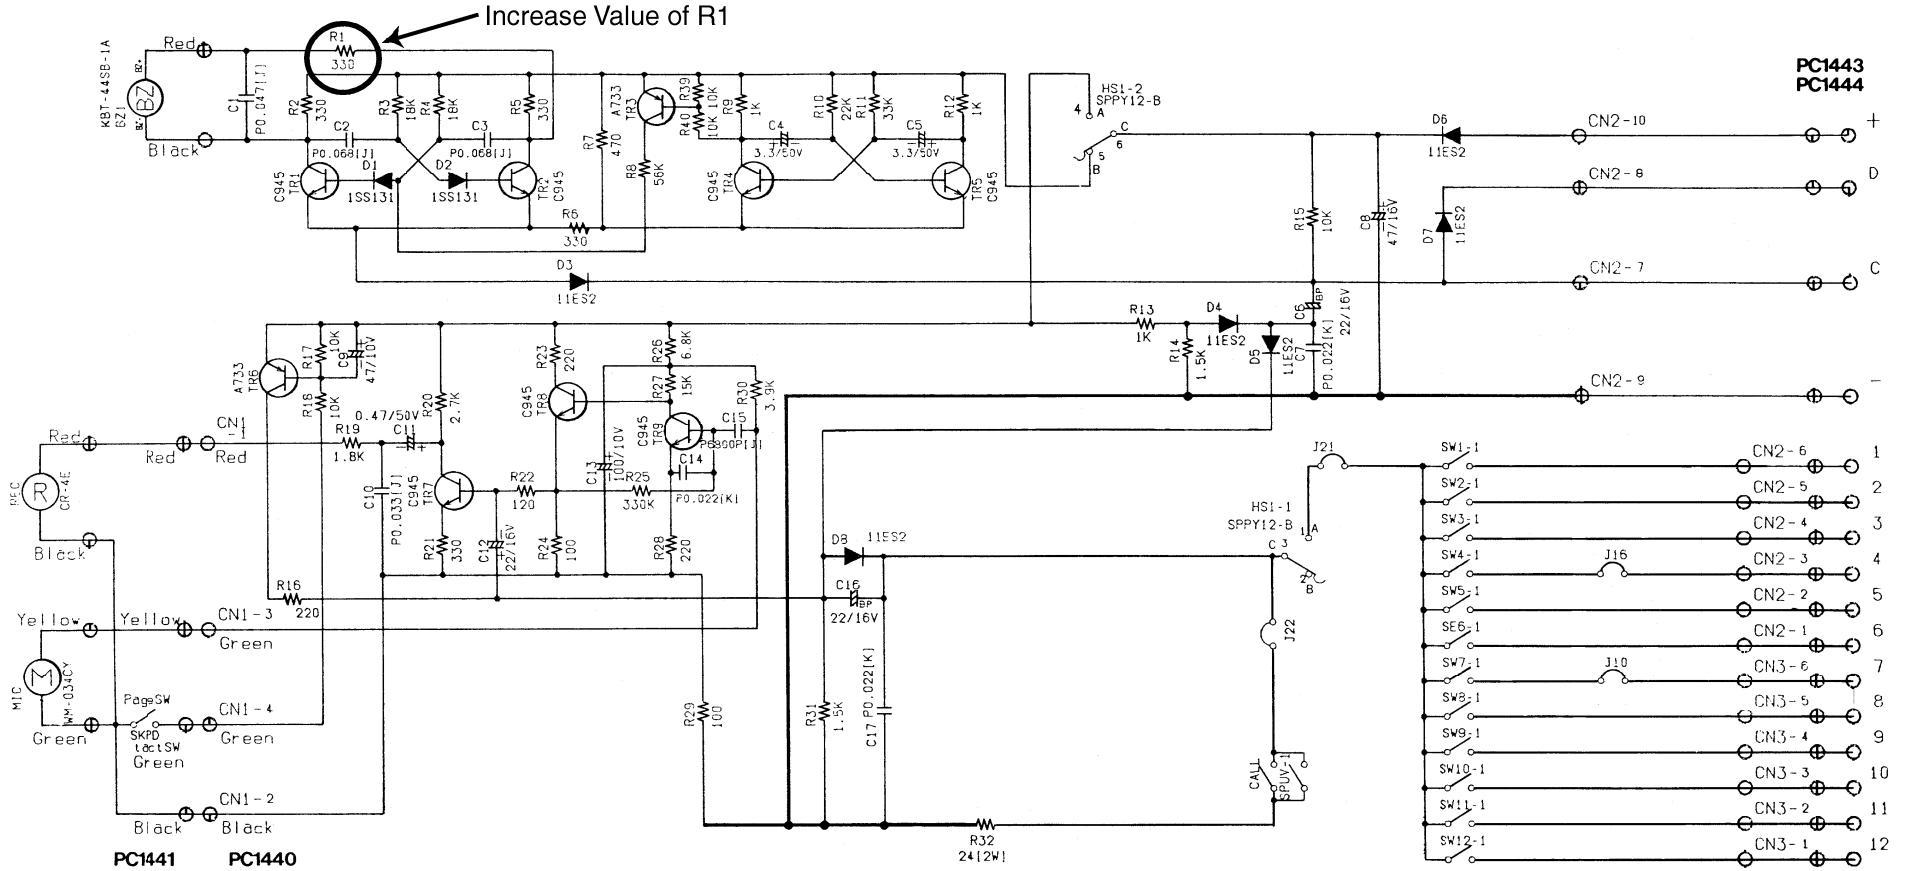 Increase Value of R1
PC1443
PC1444
KBT-44SB-1A
BZ1
BZ+
BZ
BZ-
Red
Black
C1
P0.047[J]
R1
330
R2
330
R3
18K
R4
18K
R5
330
C2
P0.068[J]
C3
P0.068[J]
D1
1SS131
D2
1SS131
C945
TR1
TR2
C945
R6
330
R7
470
A733
TR3
R8
56K
R39
10K
R40
10K
R9
1K
C4
3.3/50V
R10
22K
R11
33K
C5
3.3/50V
R12
1K
C945
TR4
TR5
C945
4
A
HS1-2
SPPY12-B
C
6
5
B
D6
11ES2
CN2-10
+
CN2-8
D
R15
10K
C8
47/16V
D7
11ES2
CN2-7
C
D3
11ES2
C6
BP
22/16V
R13
1K
D4
11ES2
R14
1.5K
D5
11ES2
C7
P0.022[K]
CN2-9
-
A733
TR6
R17
10K
C9
47/10V
R18
10K
R20
2.7K
R23
220
C945
TR8
R26
6.8K
R27
15K
R30
3.9K
C945
TR9
C15
P6800P[J]
C14
P0.022[K]
C13
100/10V
0.47/50V
C11
R19
1.8K
Red
Red
CN1
-1
Red
REC
R
CR-4E
Black
C10
P0.033[J]
C945
TR7
R22
120
R25
330K
R21
330
C12
22/16V
R24
100
R28
220
R16
220
Yellow
Yellow
CN1-3
Green
MIC
M
WM-034CY
Green
PageSW
SKPD
tactSW
Green
CN1-4
Green
CN1-2
Black
Black
PC1441
PC1440
R29
100
D8
11ES2
C16
BP
22/16V
R31
1.5K
C17 P0.022[K]
R32
24[2W]
HS1-1
SPPY12-B
1
A
C
3
2
B
J22
CALL
SPUV-1
J21
SW1-1
CN2-6
1
SW2-1
CN2-5
2
SW3-1
CN2-4
3
SW4-1
J16
CN2-3
4
SW5-1
CN2-2
5
SE6-1
CN2-1
6
SW7-1
J10
CN3-6
7
SW8-1
CN3-5
8
SW9-1
CN3-4
9
SW10-1
CN3-3
10
SW11-1
CN3-2
11
SW12-1
CN3-1
12